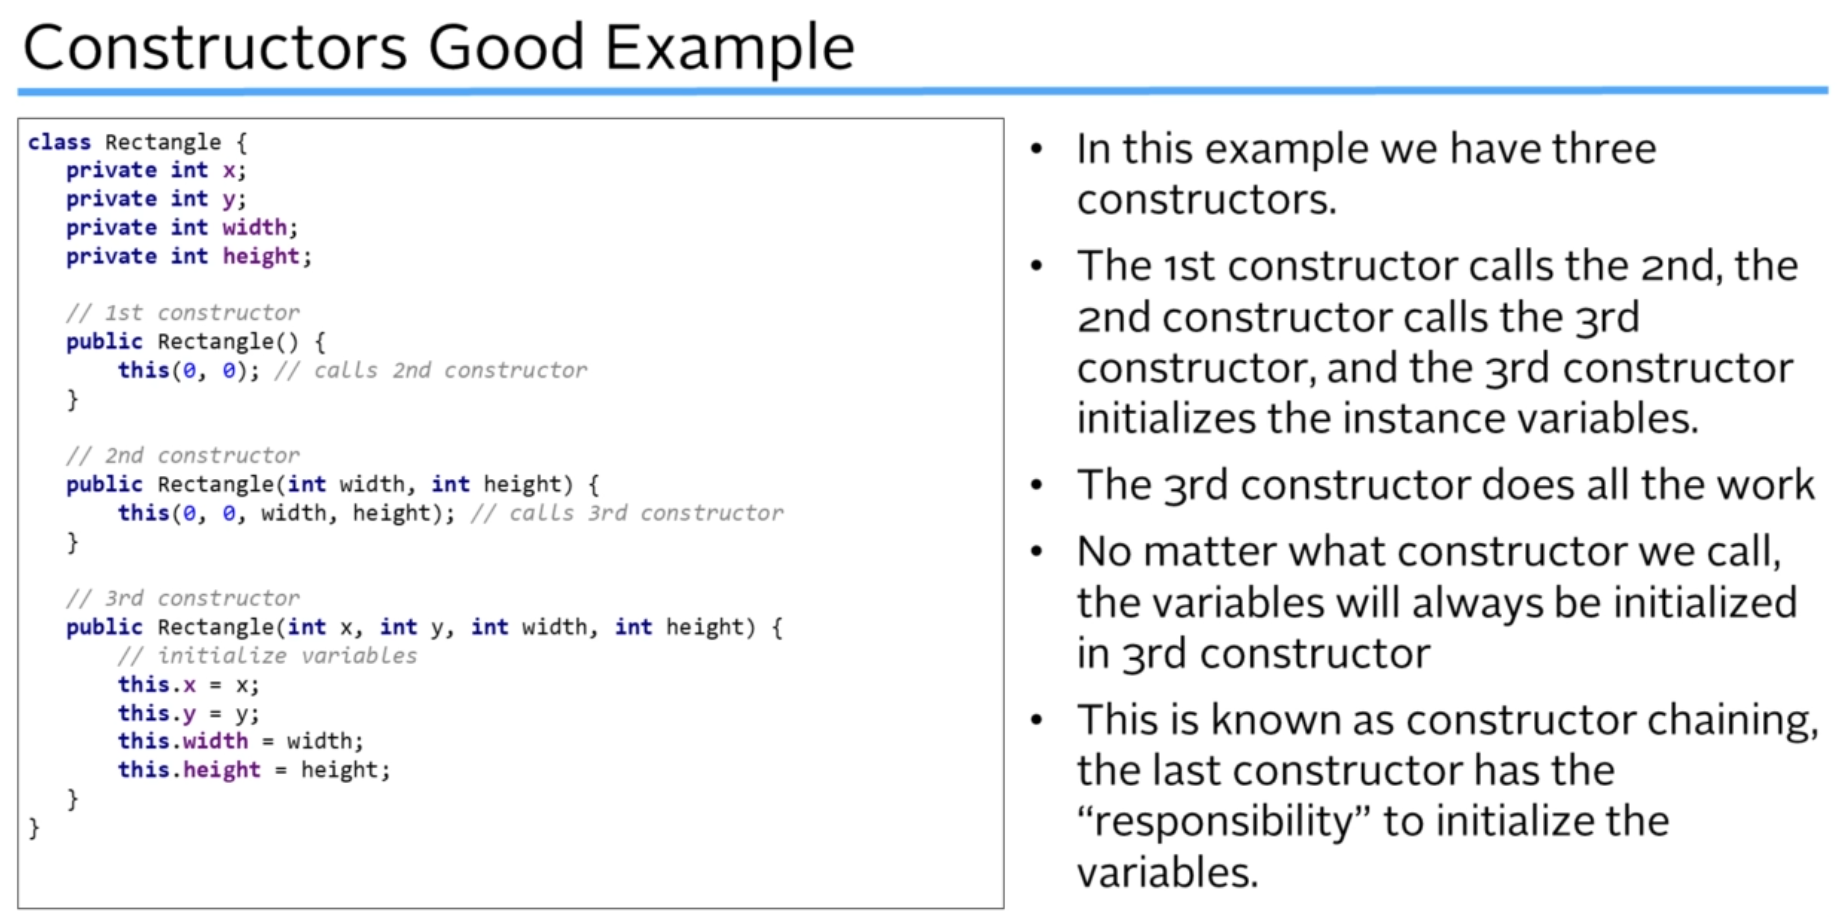 Constructors Good Example
class Rectangle {
private int x;
private int y;
private int width;
private int height;
// 1st constructor
public Rectangle() {
this(0, 0); // calls 2nd constructor
}
// 2nd constructor
public Rectangle(int width, int height) {
this(0, 0, width, height); // calls 3rd constructor
}
// 3rd constructor
public Rectangle(int x, int y, int width, int height) {
// initialize variables
this.x = x;
this.y = y;
this.width = width;
this.height = height;
}
}
• In this example we have three
constructors.
• The 1st constructor calls the 2nd, the
2nd constructor calls the 3rd
constructor, and the 3rd constructor
initializes the instance variables.
• The 3rd constructor does all the work
• No matter what constructor we call,
the variables will always be initialized
in 3rd constructor
• This is known as constructor chaining,
the last constructor has the
“responsibility” to initialize the
variables.